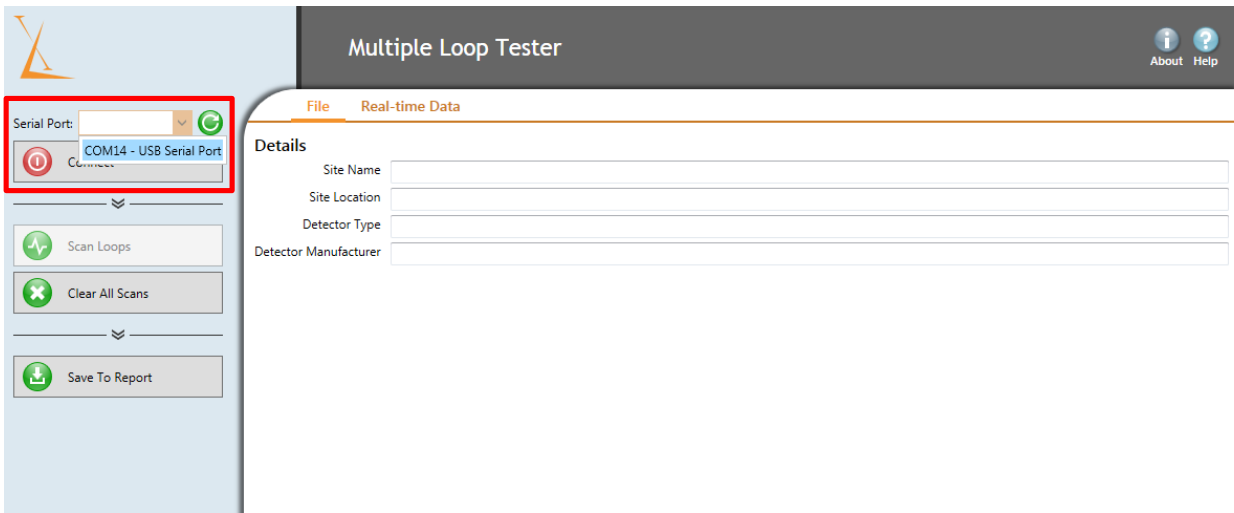 Multiple Loop Tester
About Help
File Real-time Data
Serial Port:
COM14 - USB Serial Port
Connect
Scan Loops
Clear All Scans
Save To Report
Details
Site Name
Site Location
Detector Type
Detector Manufacturer